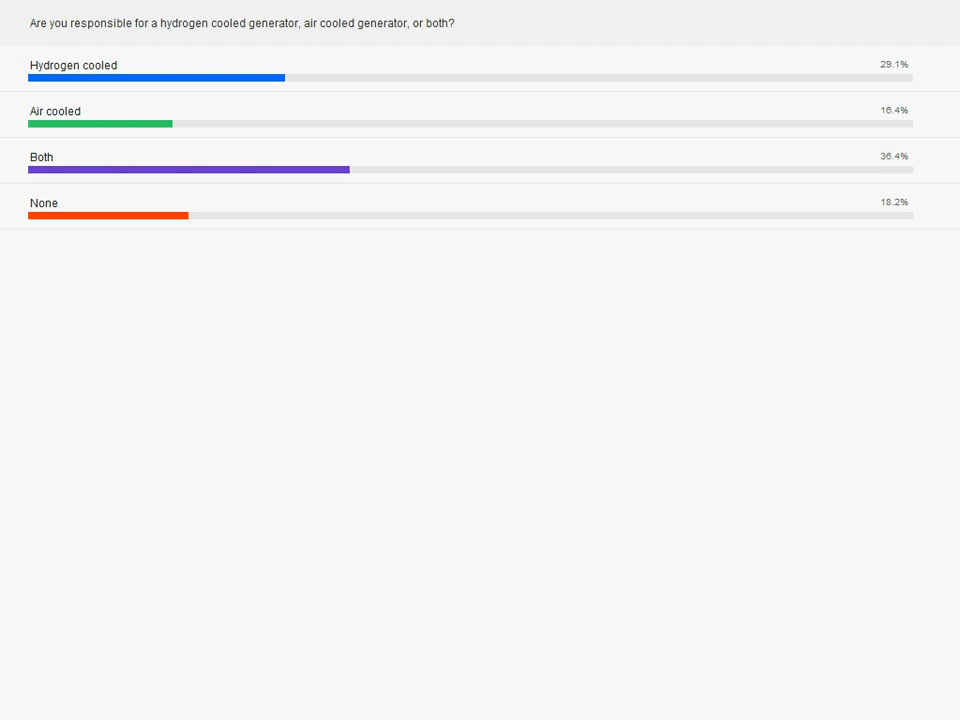 Are you responsible for a hydrogen cooled generator, air cooled generator, or both?
Hydrogen cooled 29.1%
Air cooled 16.4%
Both 36.4%
None 18.2%